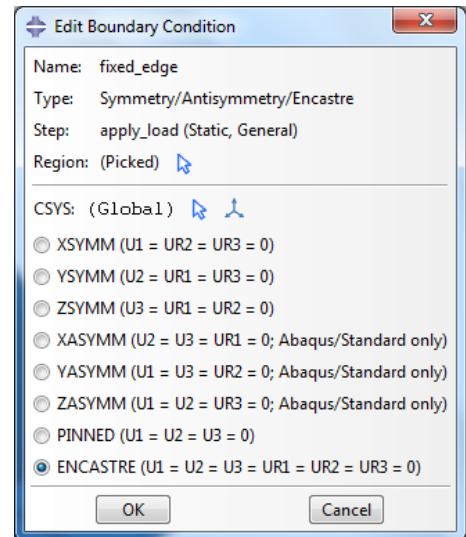 Edit Boundary Condition
Name: fixed_edge
Type: Symmetry/Antisymmetry/Encastre
Step: apply_load (Static, General)
Region: (Picked)
CSYS: (Global)
XSYMM (U1 = UR2 = UR3 = 0)
YSYMM (U2 = UR1 = UR3 = 0)
ZSYMM (U3 = UR1 = UR2 = 0)
XASYMM (U2 = U3 = UR1 = 0; Abaqus/Standard only)
YASYMM (U1 = U3 = UR2 = 0; Abaqus/Standard only)
ZASYMM (U1 = U2 = UR3 = 0; Abaqus/Standard only)
PINNED (U1 = U2 = U3 = 0)
ENCASTRE (U1 = U2 = U3 = UR1 = UR2 = UR3 = 0)
OK Cancel